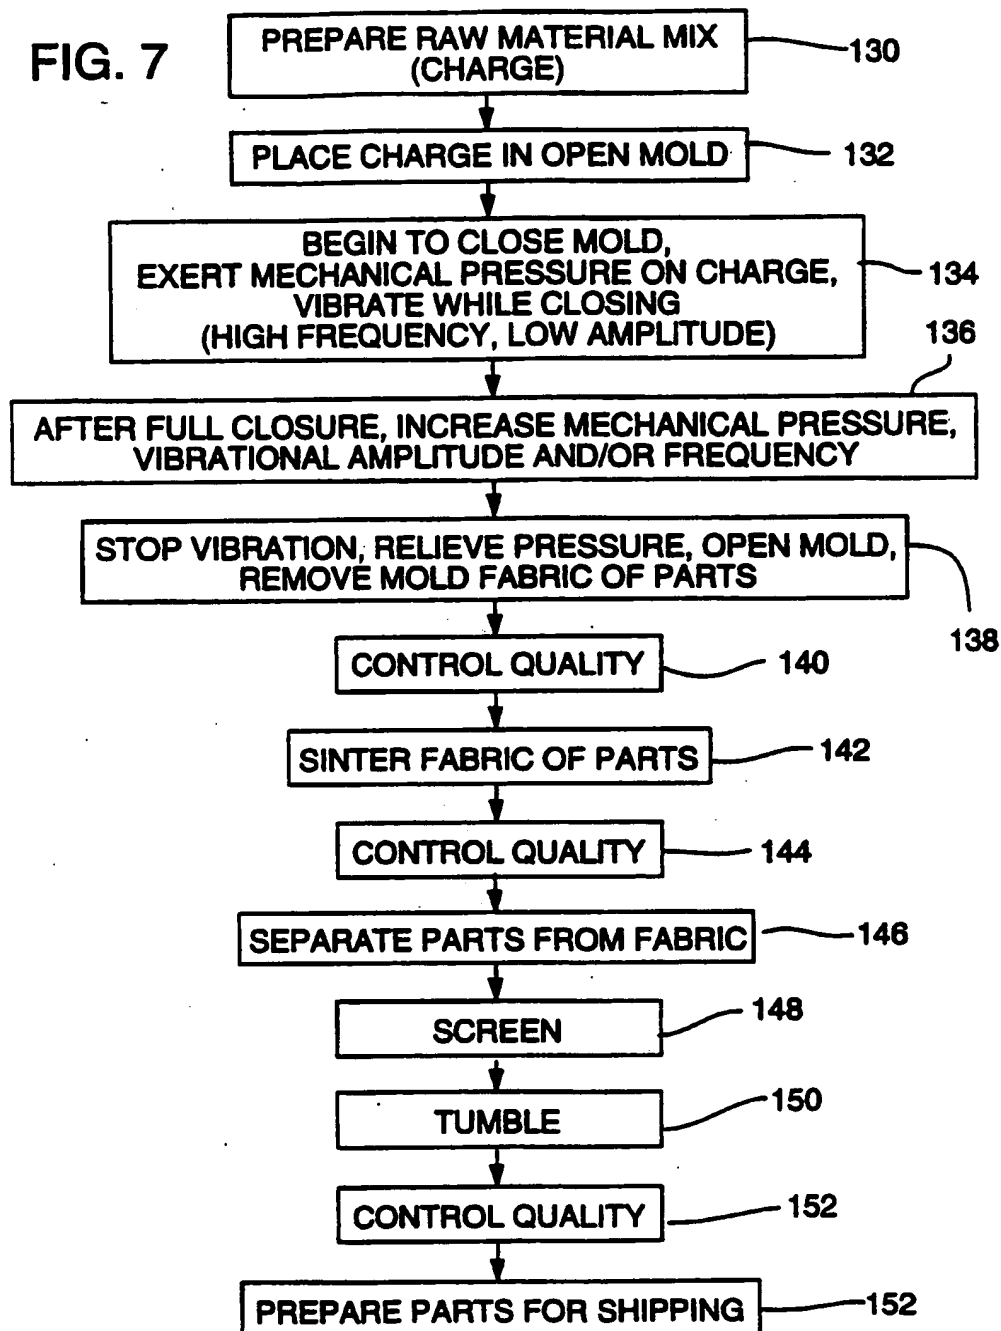 FIG. 7
PREPARE RAW MATERIAL MIX
(CHARGE)
130
PLACE CHARGE IN OPEN MOLD
132
BEGIN TO CLOSE MOLD,
EXERT MECHANICAL PRESSURE ON CHARGE,
VIBRATE WHILE CLOSING
(HIGH FREQUENCY, LOW AMPLITUDE)
134
136
AFTER FULL CLOSURE, INCREASE MECHANICAL PRESSURE,
VIBRATIONAL AMPLITUDE AND/OR FREQUENCY
STOP VIBRATION, RELIEVE PRESSURE, OPEN MOLD,
REMOVE MOLD FABRIC OF PARTS
138
CONTROL QUALITY
140
SINTER FABRIC OF PARTS
142
CONTROL QUALITY
144
SEPARATE PARTS FROM FABRIC
146
SCREEN
148
TUMBLE
150
CONTROL QUALITY
152
PREPARE PARTS FOR SHIPPING
152